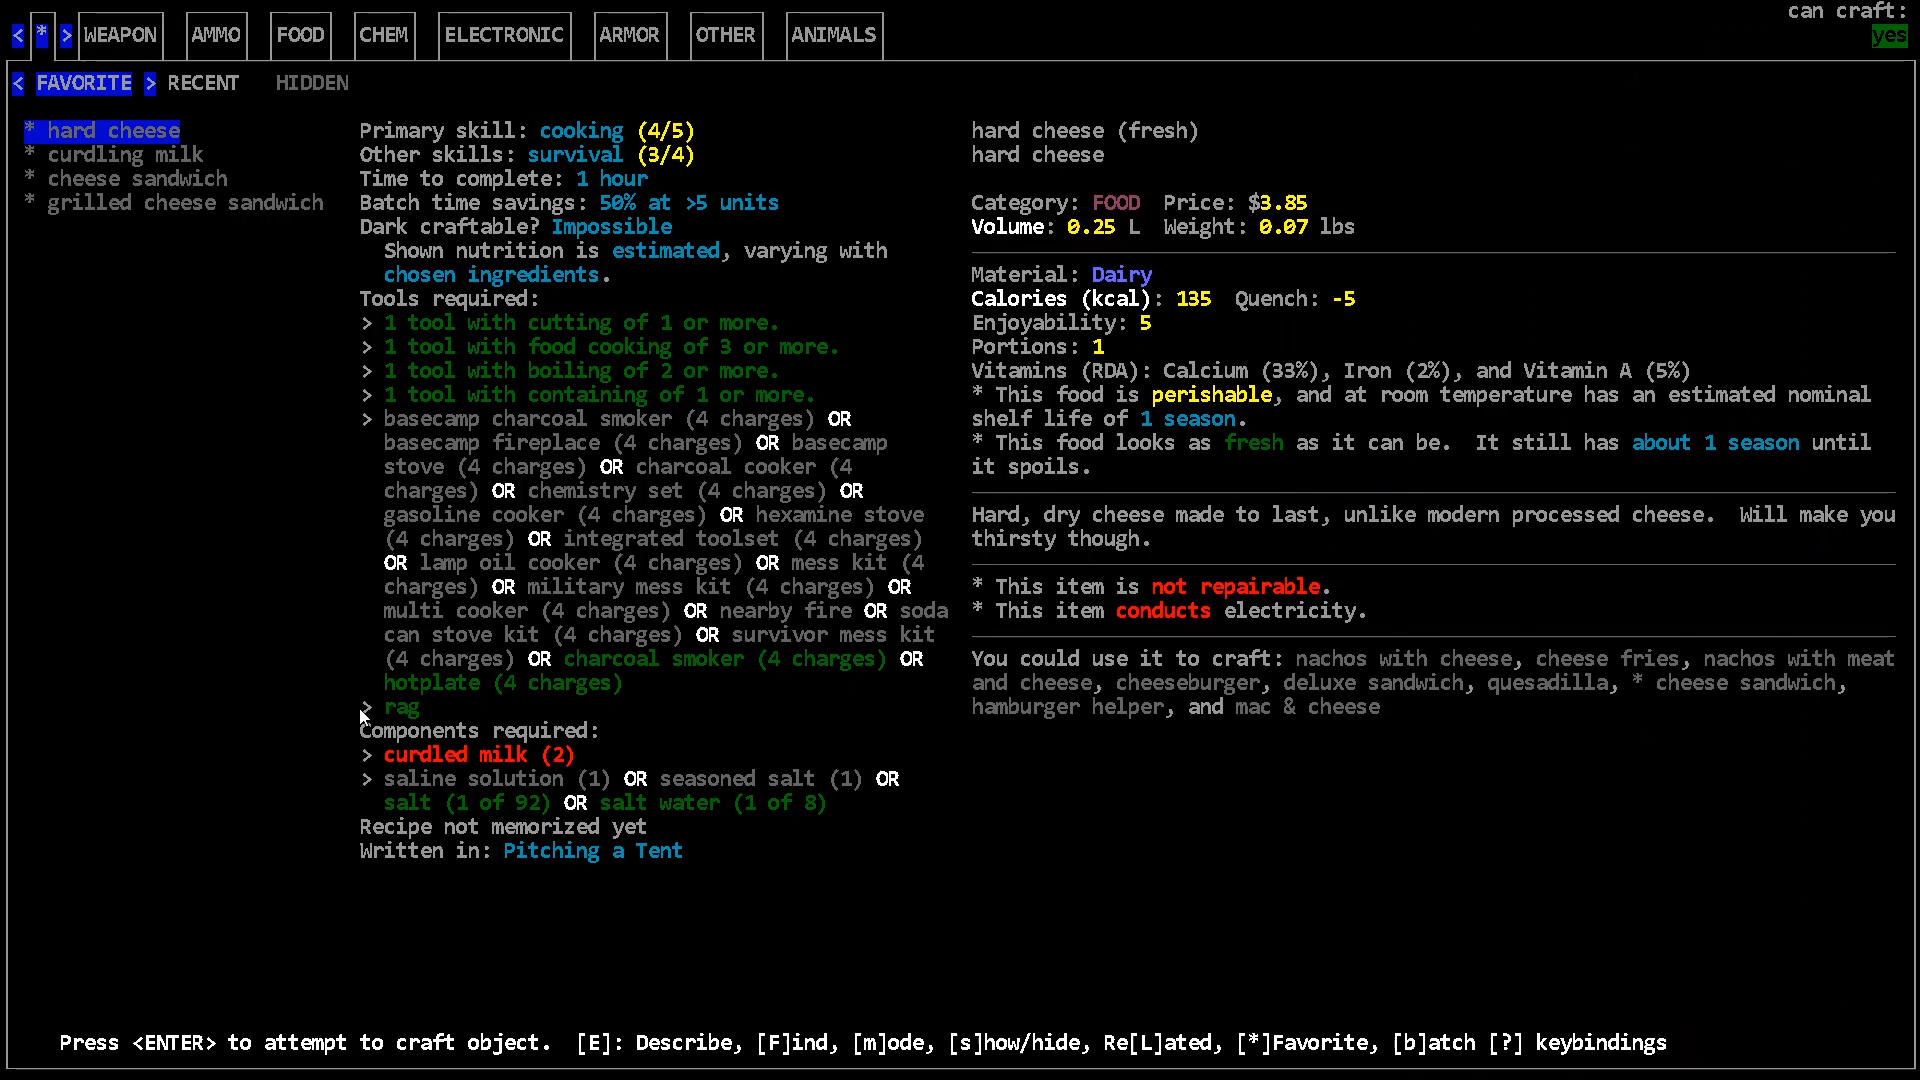 can craft:
< * > WEAPON AMMO FOOD CHEM ELECTRONIC ARMOR OTHER ANIMALS yes
< FAVORITE > RECENT HIDDEN
* hard cheese
* curdling milk
* cheese sandwich
* grilled cheese sandwich
Primary skill: cooking (4/5)
Other skills: survival (3/4)
Time to complete: 1 hour
Batch time savings: 50% at >5 units
Dark craftable? Impossible
Shown nutrition is estimated, varying with
chosen ingredients.
Tools required:
> 1 tool with cutting of 1 or more.
> 1 tool with food cooking of 3 or more.
> 1 tool with boiling of 2 or more.
> 1 tool with containing of 1 or more.
> basecamp charcoal smoker (4 charges) OR
basecamp fireplace (4 charges) OR basecamp
stove (4 charges) OR charcoal cooker (4
charges) OR chemistry set (4 charges) OR
gasoline cooker (4 charges) OR hexamine stove
(4 charges) OR integrated toolset (4 charges)
OR lamp oil cooker (4 charges) OR mess kit (4
charges) OR military mess kit (4 charges) OR
multi cooker (4 charges) OR nearby fire OR soda
can stove kit (4 charges) OR survivor mess kit
(4 charges) OR charcoal smoker (4 charges) OR
hotplate (4 charges)
> rag
Components required:
> curdled milk (2)
> saline solution (1) OR seasoned salt (1) OR
salt (1 of 92) OR salt water (1 of 8)
Recipe not memorized yet
Written in: Pitching a Tent
hard cheese (fresh)
hard cheese
Category: FOOD Price: $3.85
Volume: 0.25 L Weight: 0.07 lbs
Material: Dairy
Calories (kcal): 135 Quench: -5
Enjoyability: 5
Portions: 1
Vitamins (RDA): Calcium (33%), Iron (2%), and Vitamin A (5%)
* This food is perishable, and at room temperature has an estimated nominal
shelf life of 1 season.
* This food looks as fresh as it can be. It still has about 1 season until
it spoils.
Hard, dry cheese made to last, unlike modern processed cheese. Will make you
thirsty though.
* This item is not repairable.
* This item conducts electricity.
You could use it to craft: nachos with cheese, cheese fries, nachos with meat
and cheese, cheeseburger, deluxe sandwich, quesadilla, * cheese sandwich,
hamburger helper, and mac & cheese
Press <ENTER> to attempt to craft object. [E]: Describe, [F]ind, [m]ode, [s]how/hide, Re[L]ated, [*]Favorite, [b]atch [?] keybindings